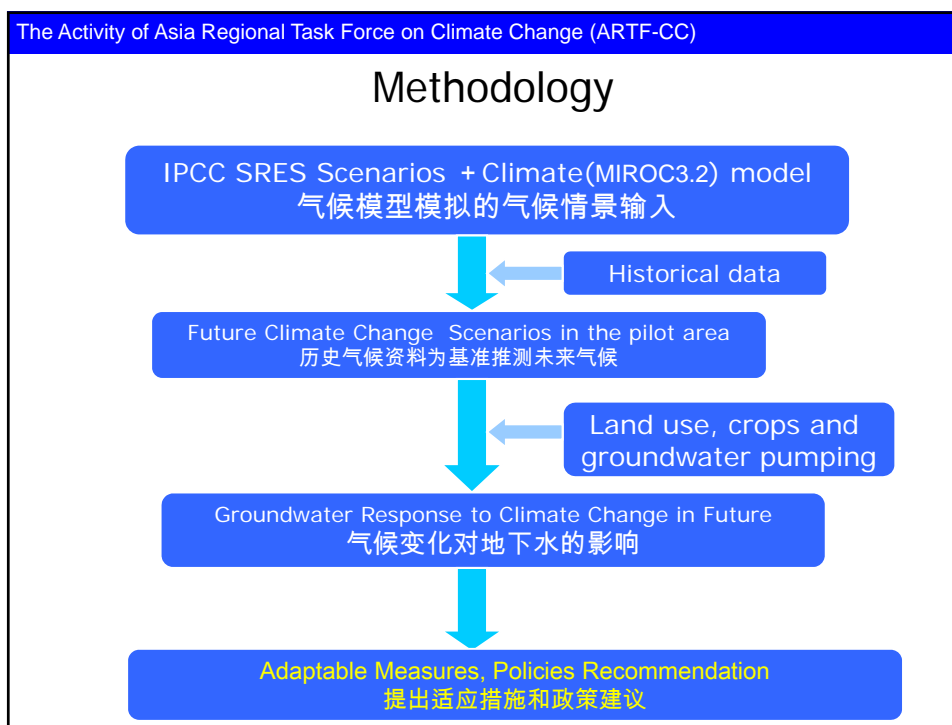 The Activity of Asia Regional Task Force on Climate Change (ARTF-CC)
Methodology
IPCC SRES Scenarios + Climate(MIROC3.2) model
气候模型模拟的气候情景输入
Historical data
Future Climate Change Scenarios in the pilot area
历史气候资料为基准推测未来气候
Land use, crops and
groundwater pumping
Groundwater Response to Climate Change in Future
气候变化对地下水的影响
Adaptable Measures, Policies Recommendation
提出适应措施和政策建议